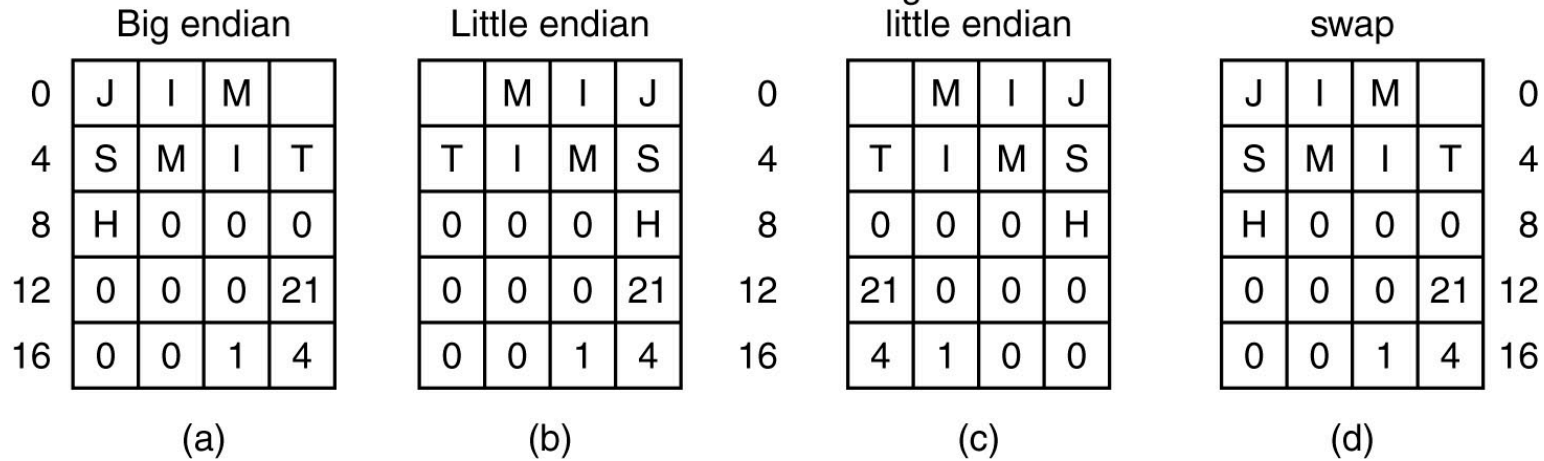 Big endian Little endian little endian swap
0 J I M M I J 0 M I J J I M 0
4 S M I T T I M S 4 T I M S S M I T 4
8 H 0 0 0 0 0 0 H 8 0 0 0 H H 0 0 0 8
12 0 0 0 21 0 0 0 21 12 21 0 0 0 0 0 0 21 12
16 0 0 1 4 0 0 1 4 16 4 1 0 0 0 0 1 4 16
(a) (b) (c) (d)